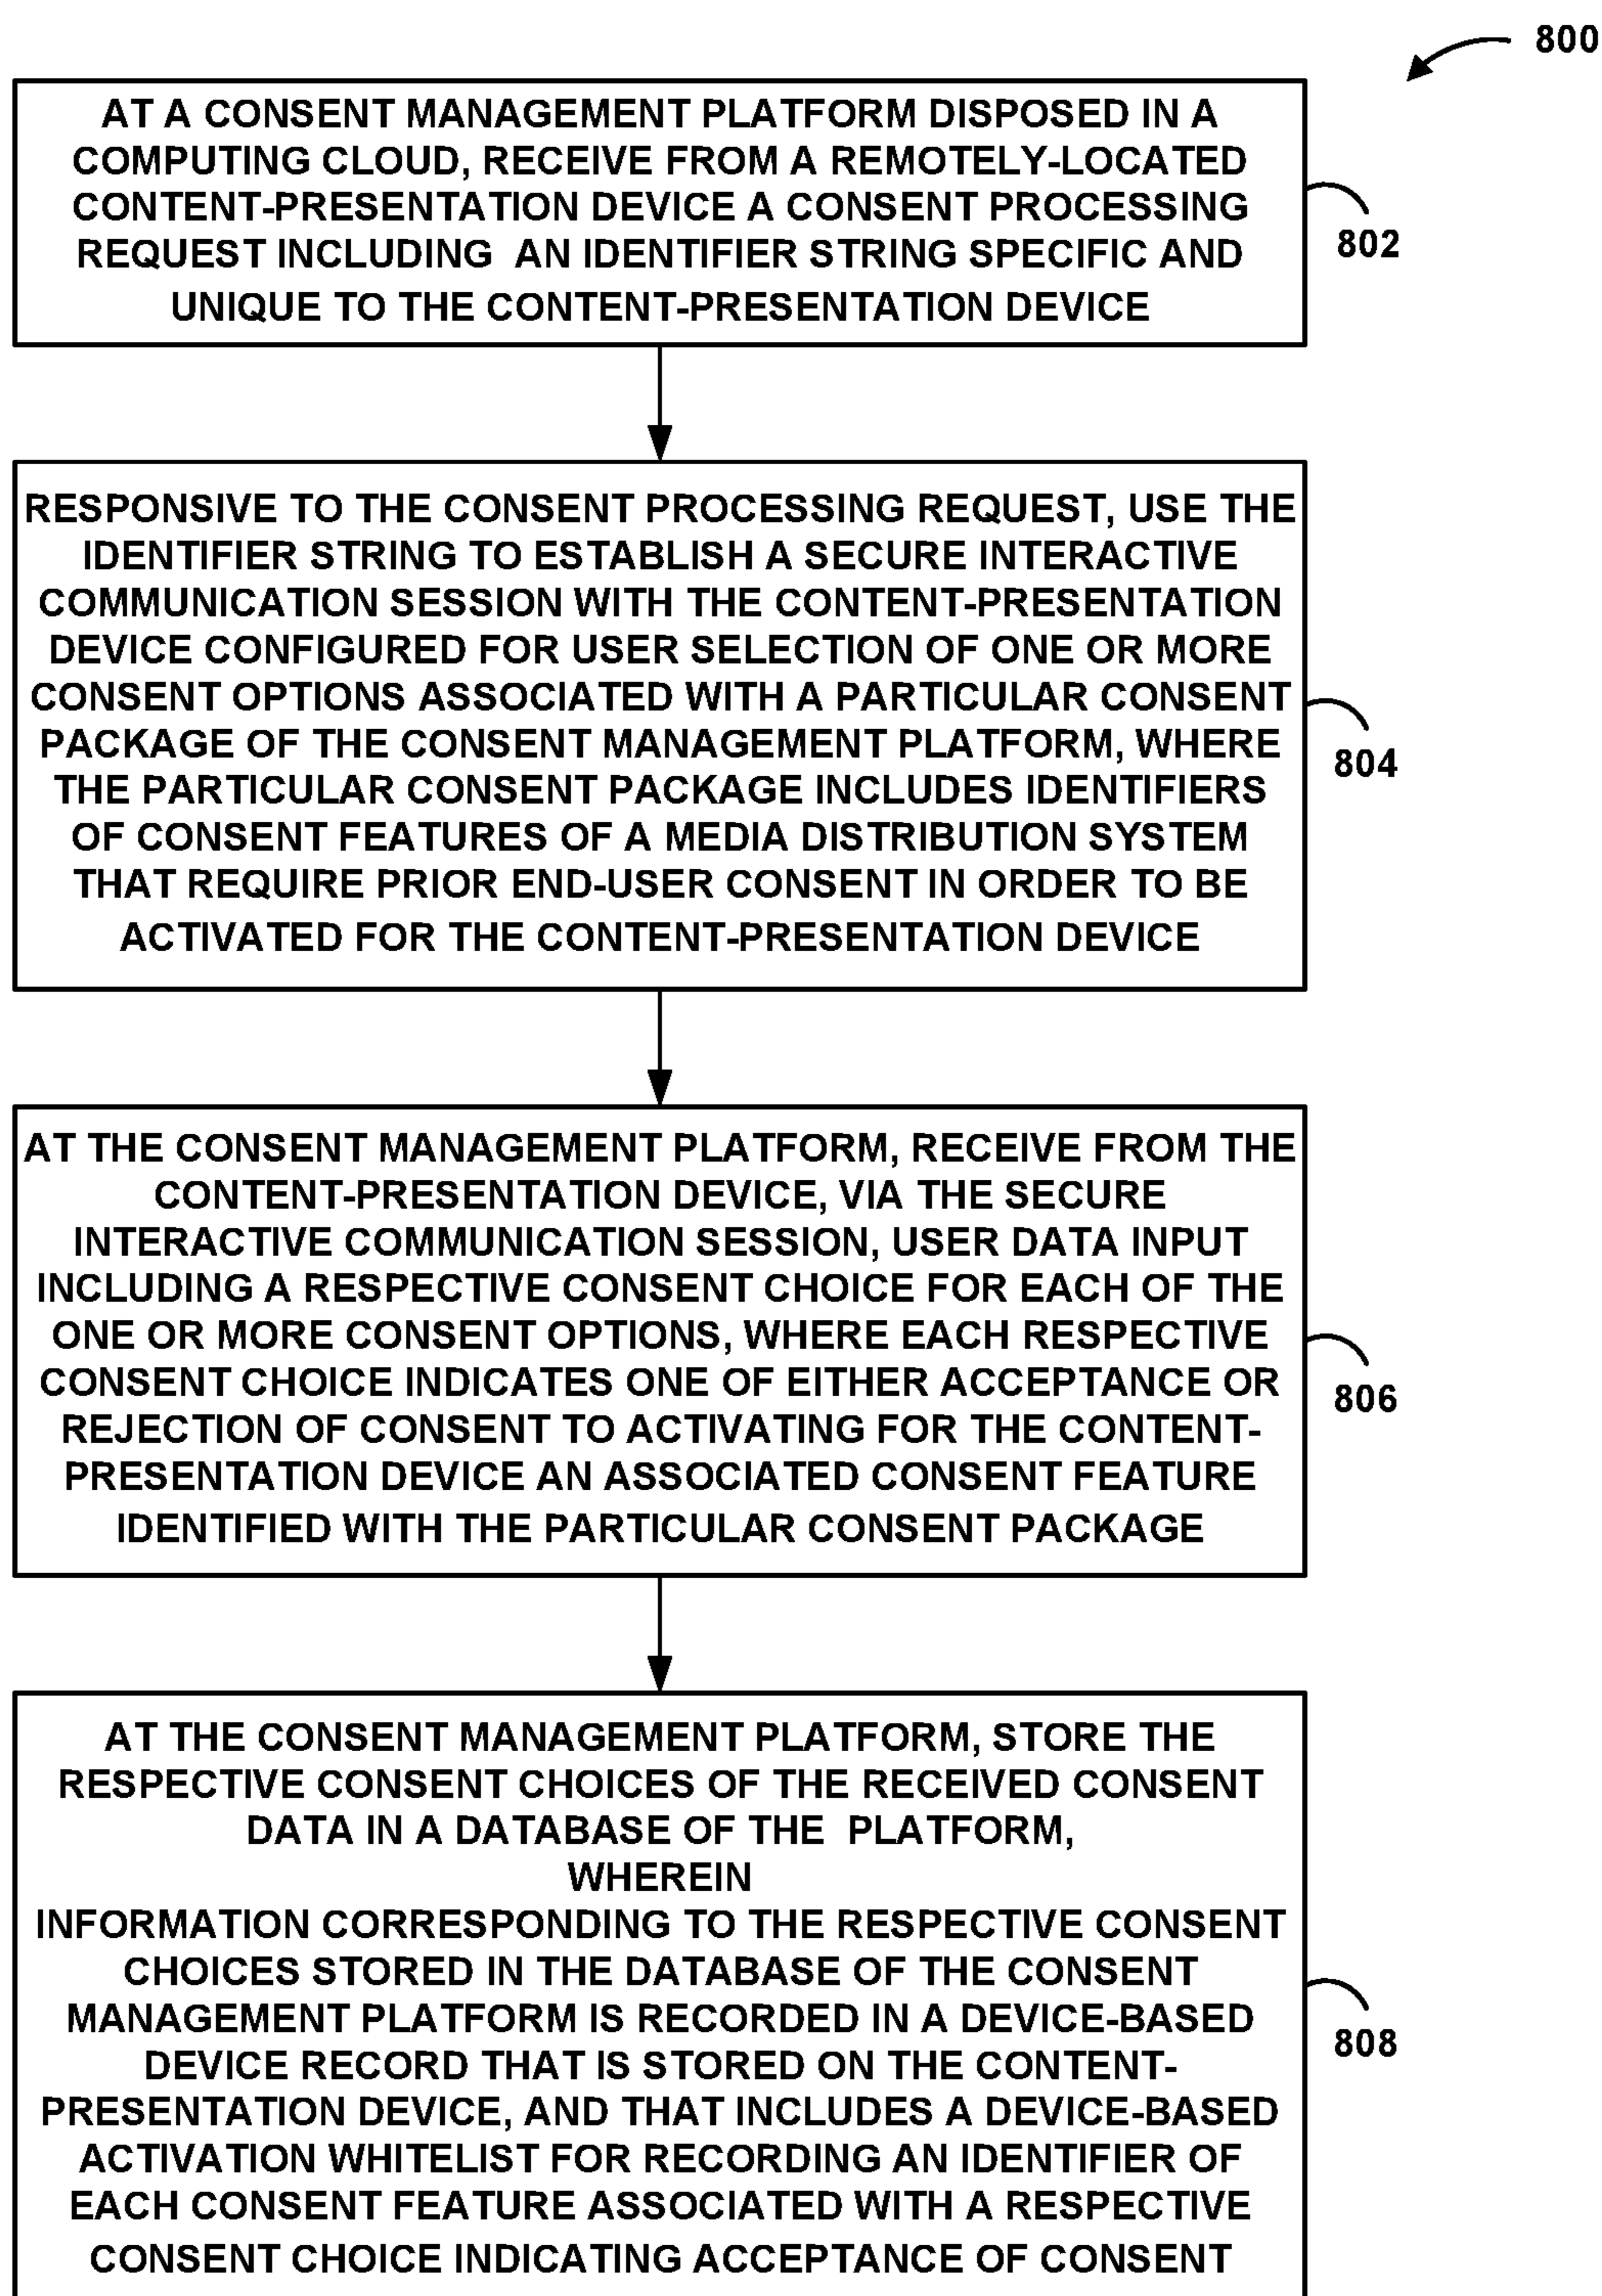 800
AT A CONSENT MANAGEMENT PLATFORM DISPOSED IN A
COMPUTING CLOUD, RECEIVE FROM A REMOTELY-LOCATED
CONTENT-PRESENTATION DEVICE A CONSENT PROCESSING
REQUEST INCLUDING AN IDENTIFIER STRING SPECIFIC AND
UNIQUE TO THE CONTENT-PRESENTATION DEVICE
802
RESPONSIVE TO THE CONSENT PROCESSING REQUEST, USE THE
IDENTIFIER STRING TO ESTABLISH A SECURE INTERACTIVE
COMMUNICATION SESSION WITH THE CONTENT-PRESENTATION
DEVICE CONFIGURED FOR USER SELECTION OF ONE OR MORE
CONSENT OPTIONS ASSOCIATED WITH A PARTICULAR CONSENT
PACKAGE OF THE CONSENT MANAGEMENT PLATFORM, WHERE
THE PARTICULAR CONSENT PACKAGE INCLUDES IDENTIFIERS
OF CONSENT FEATURES OF A MEDIA DISTRIBUTION SYSTEM
THAT REQUIRE PRIOR END-USER CONSENT IN ORDER TO BE
ACTIVATED FOR THE CONTENT-PRESENTATION DEVICE
804
AT THE CONSENT MANAGEMENT PLATFORM, RECEIVE FROM THE
CONTENT-PRESENTATION DEVICE, VIA THE SECURE
INTERACTIVE COMMUNICATION SESSION, USER DATA INPUT
INCLUDING A RESPECTIVE CONSENT CHOICE FOR EACH OF THE
ONE OR MORE CONSENT OPTIONS, WHERE EACH RESPECTIVE
CONSENT CHOICE INDICATES ONE OF EITHER ACCEPTANCE OR
REJECTION OF CONSENT TO ACTIVATING FOR THE CONTENT-
PRESENTATION DEVICE AN ASSOCIATED CONSENT FEATURE
IDENTIFIED WITH THE PARTICULAR CONSENT PACKAGE
806
AT THE CONSENT MANAGEMENT PLATFORM, STORE THE
RESPECTIVE CONSENT CHOICES OF THE RECEIVED CONSENT
DATA IN A DATABASE OF THE PLATFORM,
WHEREIN
INFORMATION CORRESPONDING TO THE RESPECTIVE CONSENT
CHOICES STORED IN THE DATABASE OF THE CONSENT
MANAGEMENT PLATFORM IS RECORDED IN A DEVICE-BASED
DEVICE RECORD THAT IS STORED ON THE CONTENT-
PRESENTATION DEVICE, AND THAT INCLUDES A DEVICE-BASED
ACTIVATION WHITELIST FOR RECORDING AN IDENTIFIER OF
EACH CONSENT FEATURE ASSOCIATED WITH A RESPECTIVE
CONSENT CHOICE INDICATING ACCEPTANCE OF CONSENT
808